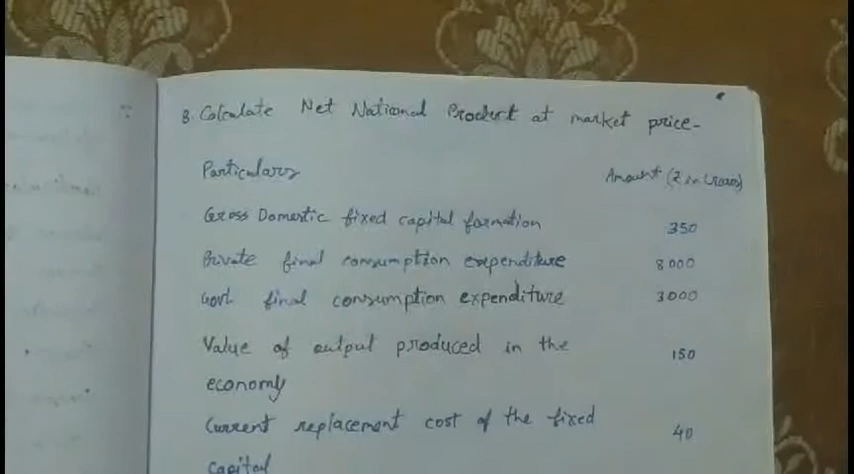 8. Calculate Net National Product at market price-
Particulars Amount (₹ in Crores)
Gross Domestic fixed capital formation 350
Private final consumption expenditure 8000
Govt. final consumption expenditure 3000
Value of output produced in the 150
economy
Current replacement cost of the fixed 40
capital